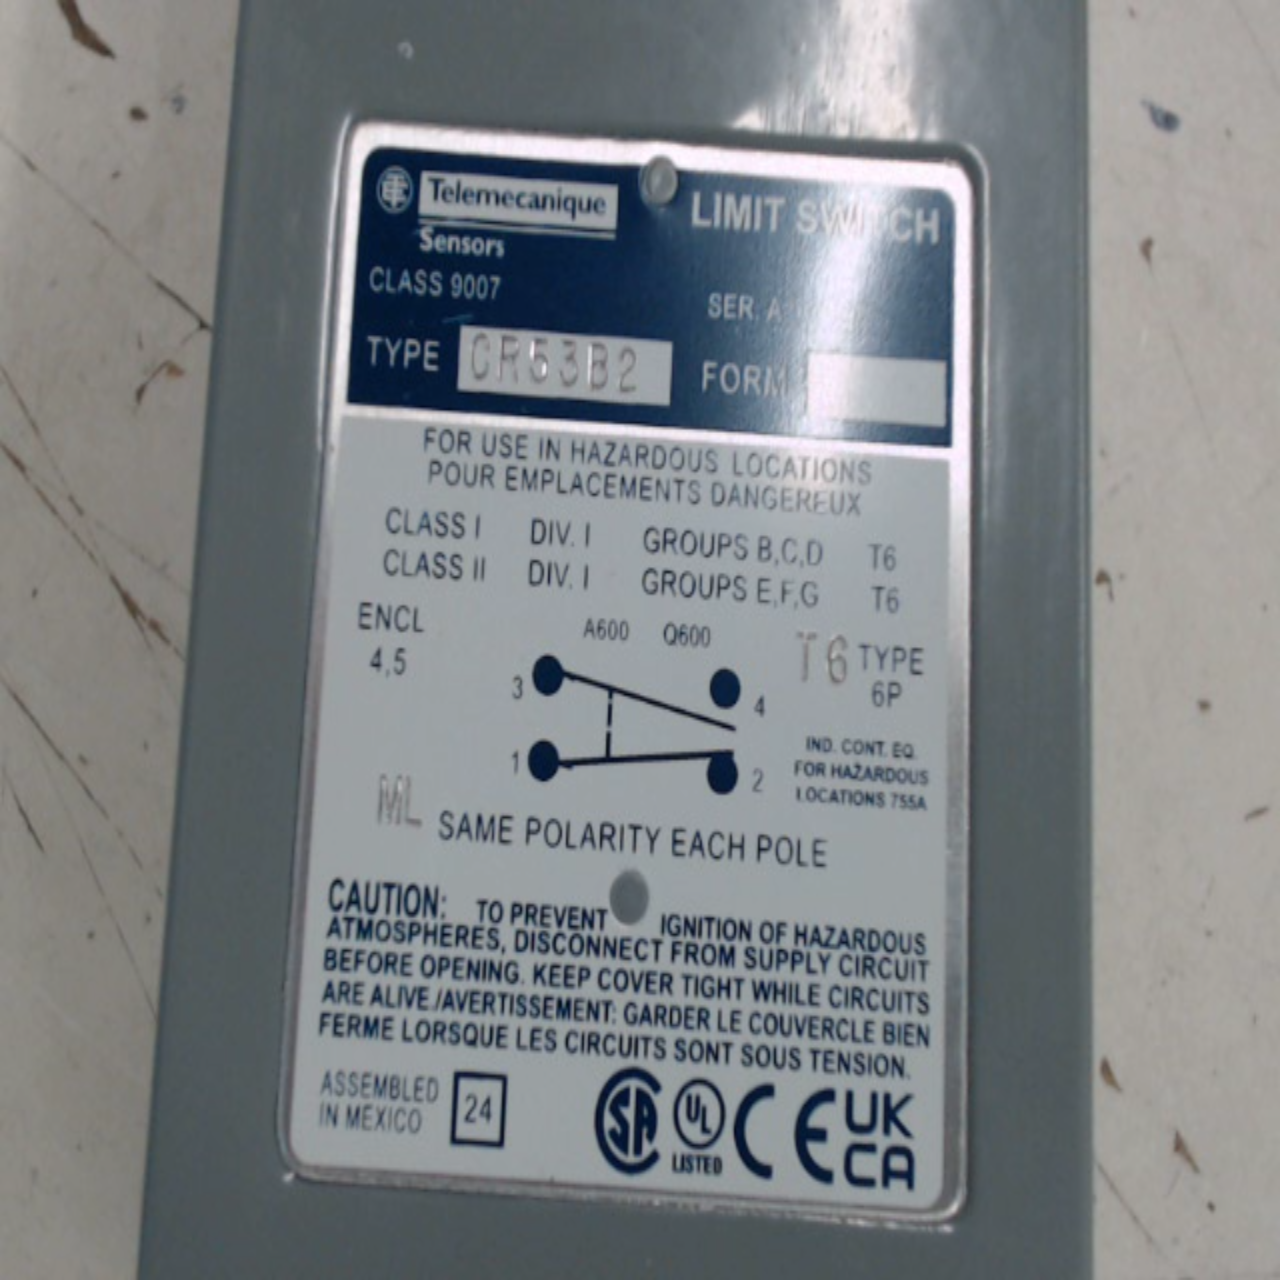 Telemecanique
Sensors
LIMIT SWITCH
CLASS 9007
SER. A
TYPE CR53B2 FORM
FOR USE IN HAZARDOUS LOCATIONS
POUR EMPLACEMENTS DANGEREUX
CLASS I DIV. I GROUPS B,C,D T6
CLASS II DIV. I GROUPS E,F,G T6
ENCL
4,5
A600 Q600
T6 TYPE
6P
3 4
1 2
IND. CONT. EQ.
FOR HAZARDOUS
LOCATIONS 755A
ML
SAME POLARITY EACH POLE
CAUTION: TO PREVENT IGNITION OF HAZARDOUS
ATMOSPHERES, DISCONNECT FROM SUPPLY CIRCUIT
BEFORE OPENING. KEEP COVER TIGHT WHILE CIRCUITS
ARE ALIVE./AVERTISSEMENT: GARDER LE COUVERCLE BIEN
FERME LORSQUE LES CIRCUITS SONT SOUS TENSION.
ASSEMBLED
IN MEXICO
24
SA
UL
LISTED
CE
UK
CA